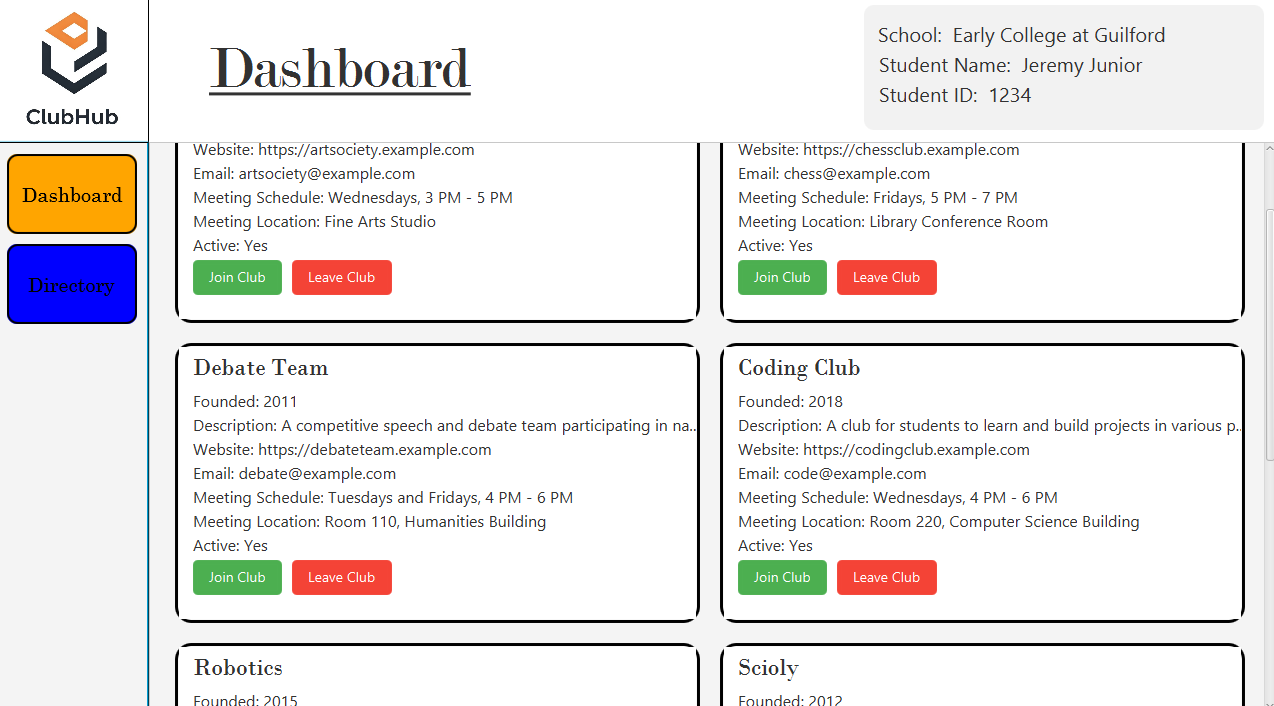 ClubHub
Dashboard
School: Early College at Guilford
Student Name: Jeremy Junior
Student ID: 1234
Dashboard
Directory
Website: https://artsociety.example.com
Email: artsociety@example.com
Meeting Schedule: Wednesdays, 3 PM - 5 PM
Meeting Location: Fine Arts Studio
Active: Yes
Join Club Leave Club
Website: https://chessclub.example.com
Email: chess@example.com
Meeting Schedule: Fridays, 5 PM - 7 PM
Meeting Location: Library Conference Room
Active: Yes
Join Club Leave Club
Debate Team
Founded: 2011
Description: A competitive speech and debate team participating in na..
Website: https://debateteam.example.com
Email: debate@example.com
Meeting Schedule: Tuesdays and Fridays, 4 PM - 6 PM
Meeting Location: Room 110, Humanities Building
Active: Yes
Join Club Leave Club
Coding Club
Founded: 2018
Description: A club for students to learn and build projects in various p..
Website: https://codingclub.example.com
Email: code@example.com
Meeting Schedule: Wednesdays, 4 PM - 6 PM
Meeting Location: Room 220, Computer Science Building
Active: Yes
Join Club Leave Club
Robotics
Founded: 2015
Scioly
Founded: 2012